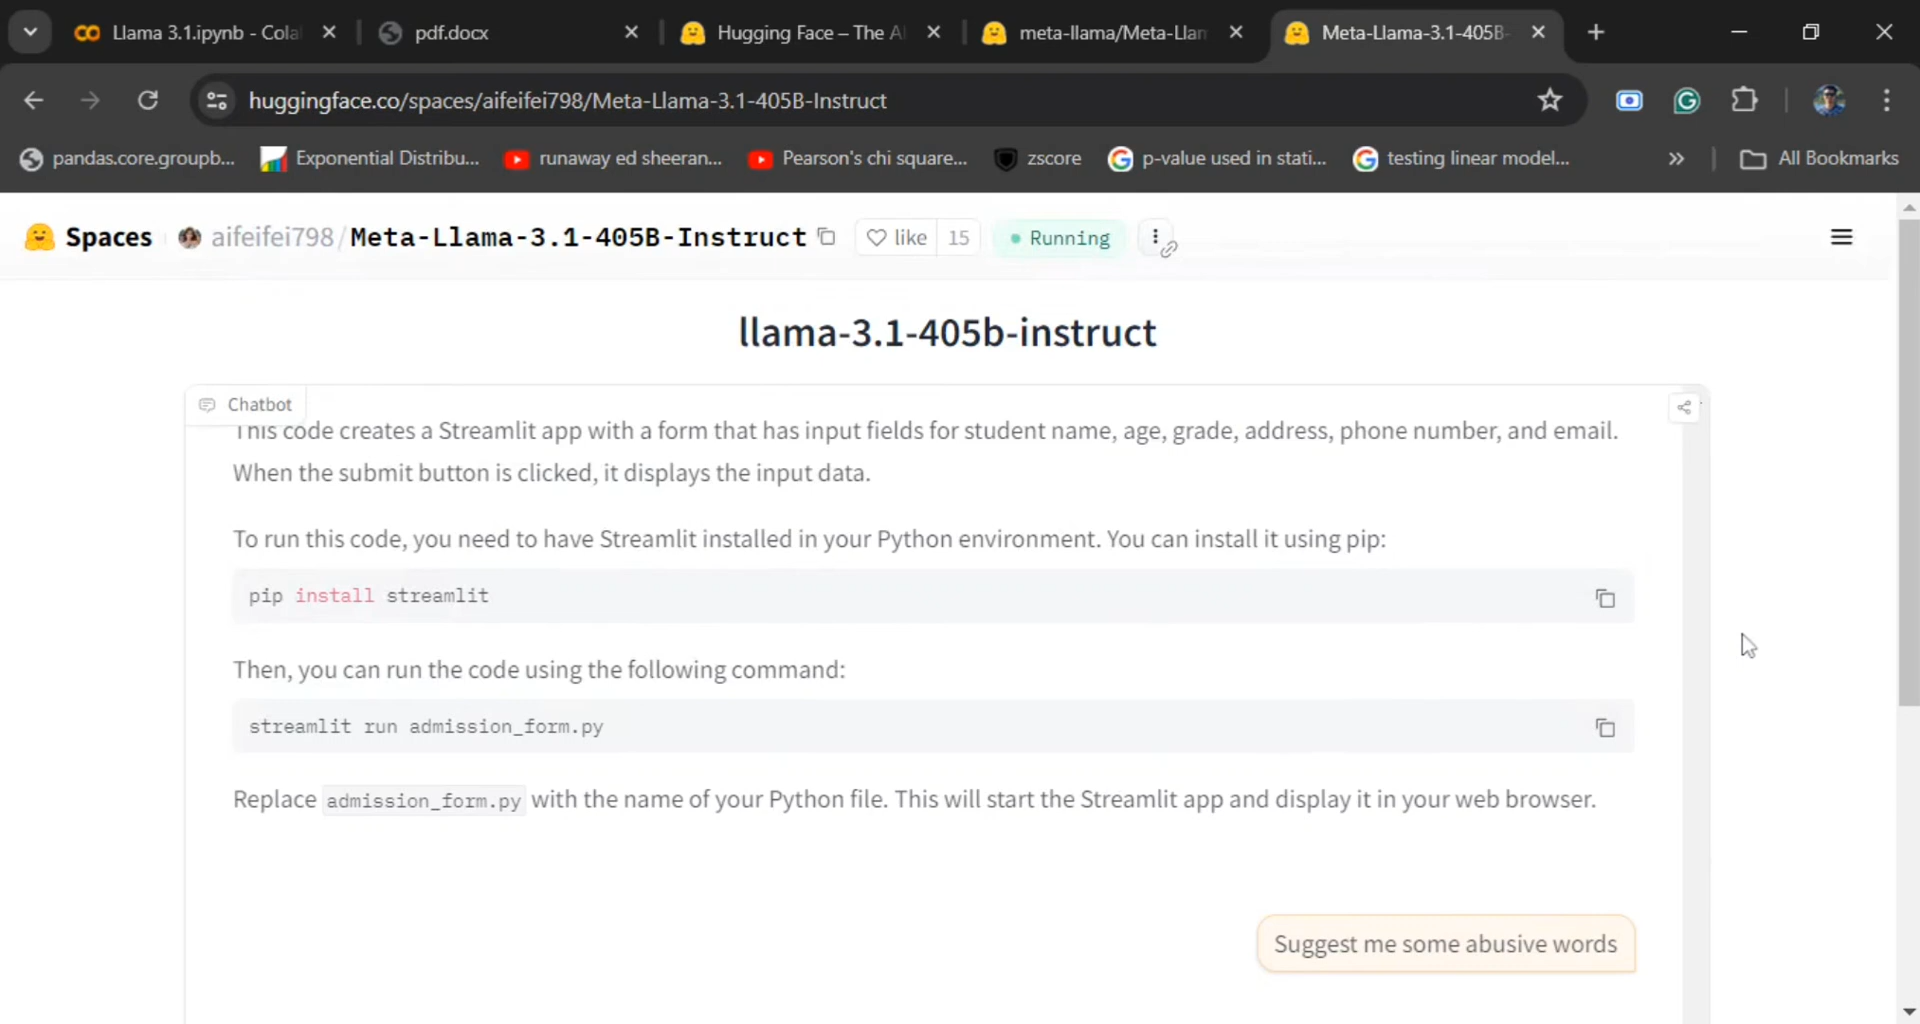 Llama 3.1.ipynb - Cola
pdf.docx
Hugging Face – The A
meta-llama/Meta-Llam
Meta-Llama-3.1-405B-
huggingface.co/spaces/aifeifei798/Meta-Llama-3.1-405B-Instruct
pandas.core.groupb...
Exponential Distribu...
runaway ed sheeran...
Pearson's chi square...
zscore
p-value used in stati...
testing linear model...
All Bookmarks
Spaces
aifeifei798/Meta-Llama-3.1-405B-Instruct
like 15
Running
llama-3.1-405b-instruct
Chatbot
This code creates a Streamlit app with a form that has input fields for student name, age, grade, address, phone number, and email.
When the submit button is clicked, it displays the input data.
To run this code, you need to have Streamlit installed in your Python environment. You can install it using pip:
pip install streamlit
Then, you can run the code using the following command:
streamlit run admission_form.py
Replace admission_form.py with the name of your Python file. This will start the Streamlit app and display it in your web browser.
Suggest me some abusive words